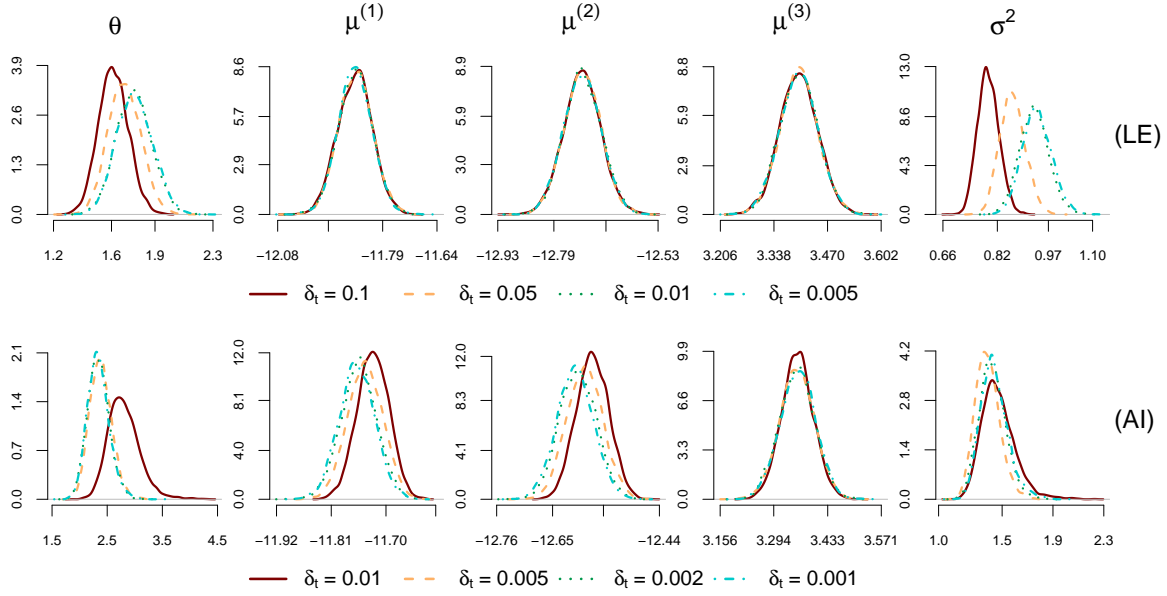 θ μ(1) μ(2) μ(3) σ2
0.0 1.3 2.6 3.9
1.2 1.6 1.9 2.3
0.0 2.9 5.7 8.6
−12.08 −11.79 −11.64
0.0 3.0 5.9 8.9
−12.93 −12.79 −12.53
0.0 2.9 5.9 8.8
3.206 3.338 3.470 3.602
0.0 4.3 8.6 13.0
0.66 0.82 0.97 1.10
(LE)
δt = 0.1 δt = 0.05 δt = 0.01 δt = 0.005
0.0 0.7 1.4 2.1
1.5 2.5 3.5 4.5
0.0 4.0 8.1 12.0
−11.92 −11.81 −11.70
0.0 4.1 8.3 12.0
−12.76 −12.65 −12.44
0.0 3.3 6.6 9.9
3.156 3.294 3.433 3.571
0.0 1.4 2.8 4.2
1.0 1.5 1.9 2.3
(AI)
δt = 0.01 δt = 0.005 δt = 0.002 δt = 0.001